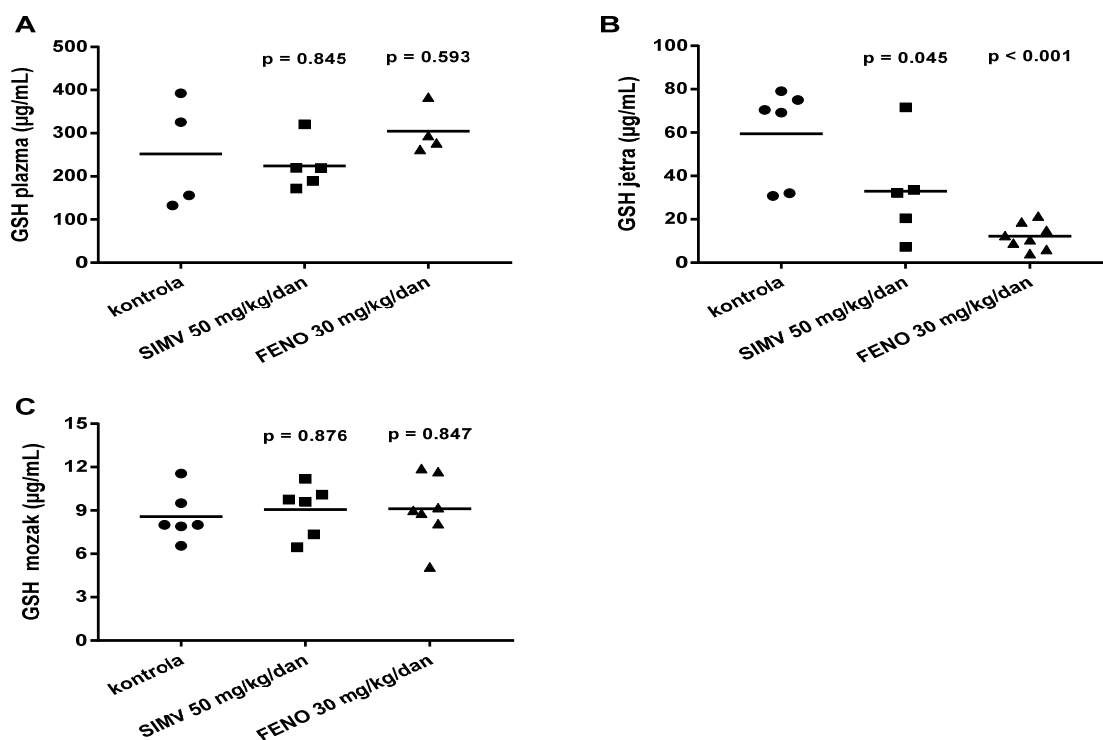 A
GSH plazma (µg/mL)
500
400
300
200
100
0
p = 0.845
p = 0.593
kontrola
SIMV 50 mg/kg/dan
FENO 30 mg/kg/dan
B
GSH jetra (µg/mL)
100
80
60
40
20
0
p = 0.045
p < 0.001
kontrola
SIMV 50 mg/kg/dan
FENO 30 mg/kg/dan
C
GSH mozak (µg/mL)
15
12
9
6
3
0
p = 0.876
p = 0.847
kontrola
SIMV 50 mg/kg/dan
FENO 30 mg/kg/dan